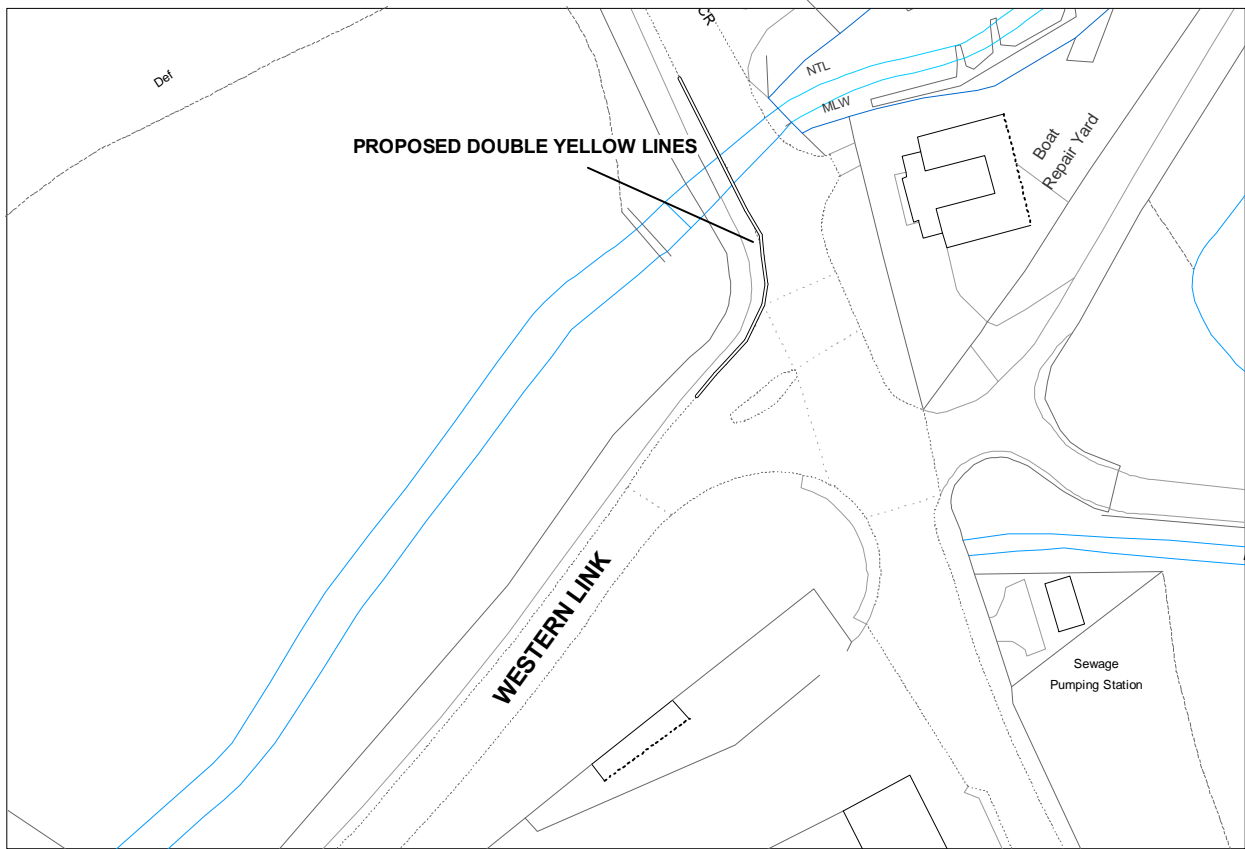 CR
Def
NTL
MLW
PROPOSED DOUBLE YELLOW LINES
Boat
Repair Yard
WESTERN LINK
Sewage
Pumping Station